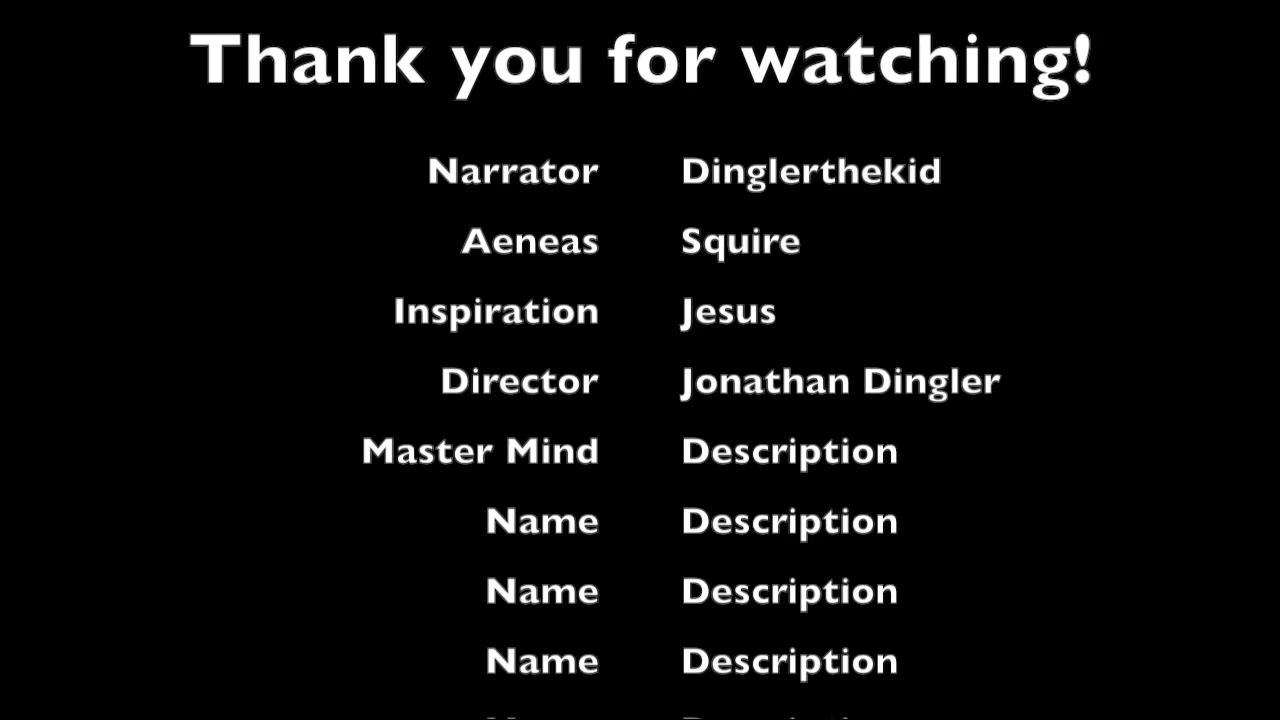 Thank you for watching!
Narrator Dinglerthekid
Aeneas Squire
Inspiration Jesus
Director Jonathan Dingler
Master Mind Description
Name Description
Name Description
Name Description